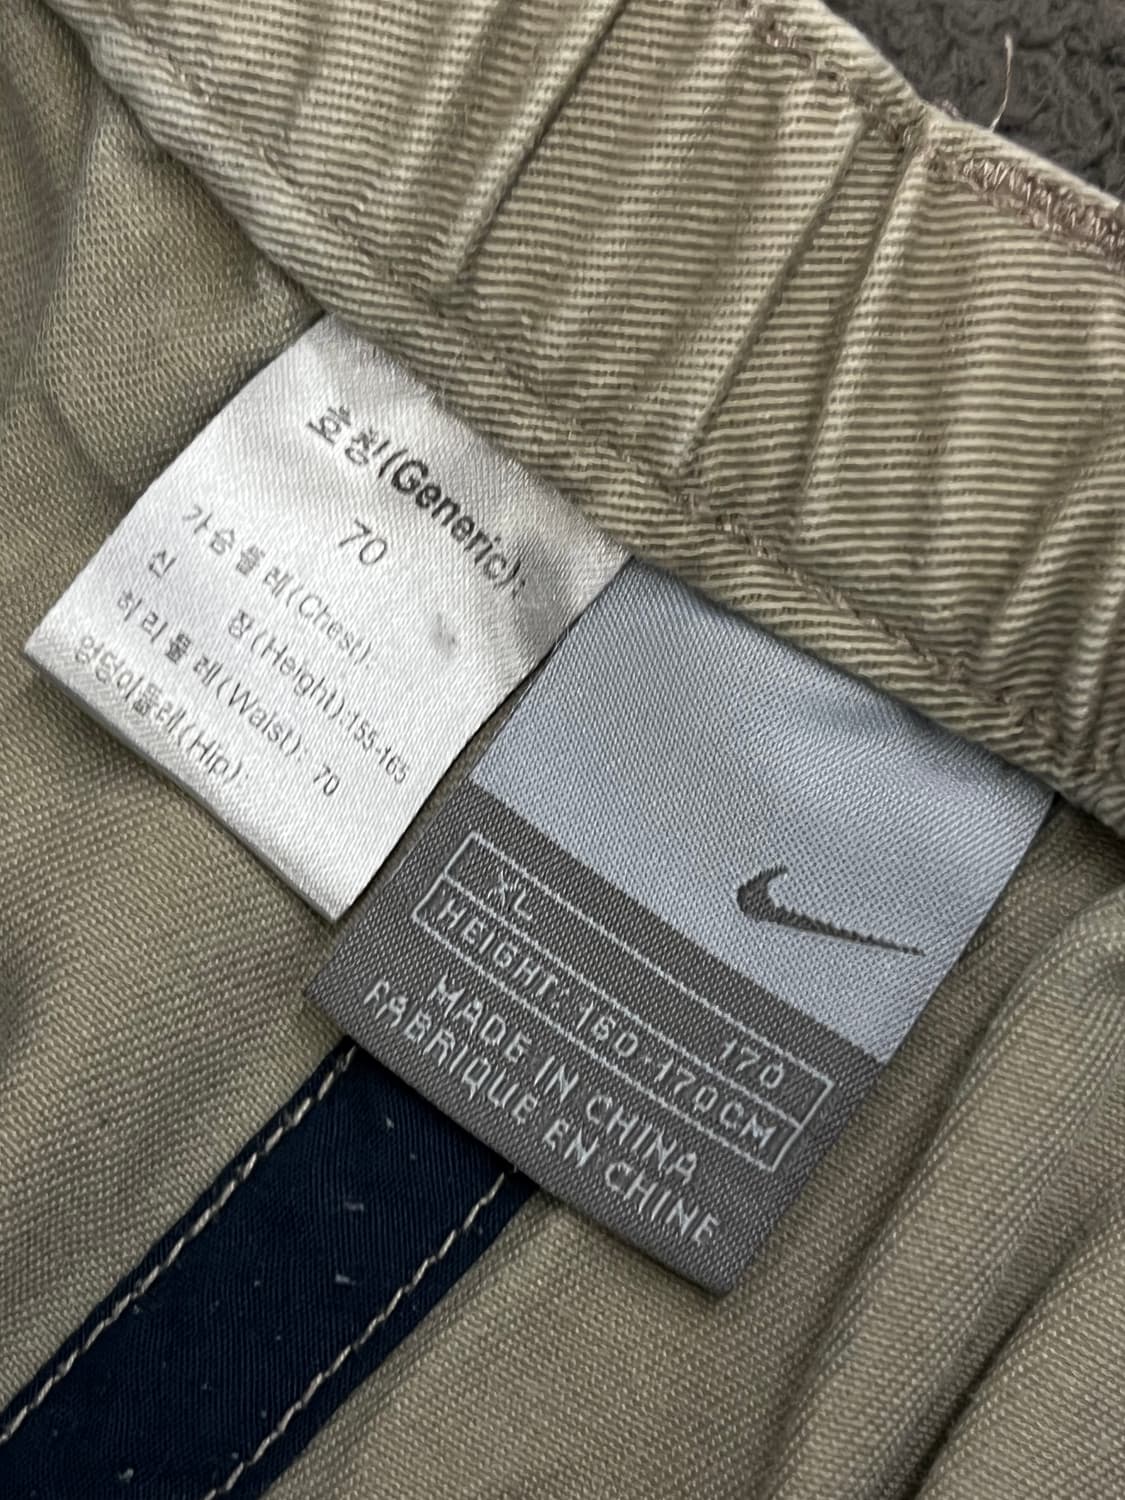 호칭(Generic):
70
가슴둘레(Chest):
신 장(Height):155-165
허리둘레(Waist): 70
엉덩이둘레(Hip):
XL 170
HEIGHT: 160-170CM
MADE IN CHINA
FABRIQUE EN CHINE